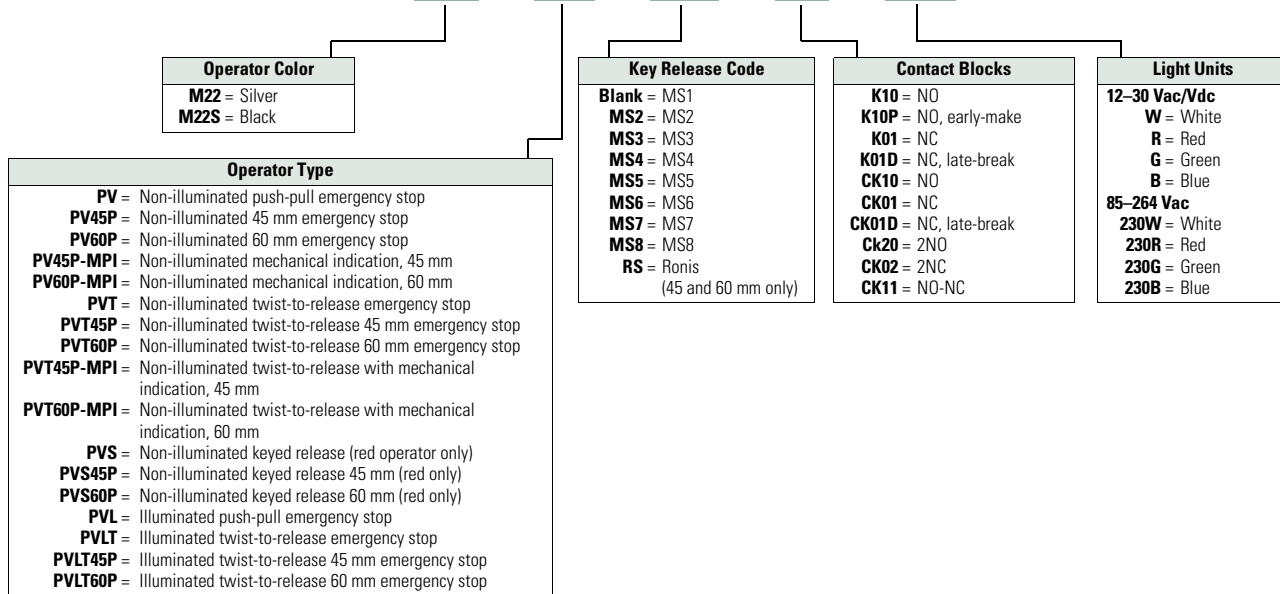 Operator Color
M22 = Silver
M22S = Black
Operator Type
PV = Non-illuminated push-pull emergency stop
PV45P = Non-illuminated 45 mm emergency stop
PV60P = Non-illuminated 60 mm emergency stop
PV45P-MPI = Non-illuminated mechanical indication, 45 mm
PV60P-MPI = Non-illuminated mechanical indication, 60 mm
PVT = Non-illuminated twist-to-release emergency stop
PVT45P = Non-illuminated twist-to-release 45 mm emergency stop
PVT60P = Non-illuminated twist-to-release 60 mm emergency stop
PVT45P-MPI = Non-illuminated twist-to-release with mechanical
indication, 45 mm
PVT60P-MPI = Non-illuminated twist-to-release with mechanical
indication, 60 mm
PVS = Non-illuminated keyed release (red operator only)
PVS45P = Non-illuminated keyed release 45 mm (red only)
PVS60P = Non-illuminated keyed release 60 mm (red only)
PVL = Illuminated push-pull emergency stop
PVLT = Illuminated twist-to-release emergency stop
PVLT45P = Illuminated twist-to-release 45 mm emergency stop
PVLT60P = Illuminated twist-to-release 60 mm emergency stop
Key Release Code
Blank = MS1
MS2 = MS2
MS3 = MS3
MS4 = MS4
MS5 = MS5
MS6 = MS6
MS7 = MS7
MS8 = MS8
RS = Ronis
(45 and 60 mm only)
Contact Blocks
K10 = NO
K10P = NO, early-make
K01 = NC
K01D = NC, late-break
CK10 = NO
CK01 = NC
CK01D = NC, late-break
Ck20 = 2NO
CK02 = 2NC
CK11 = NO-NC
Light Units
12–30 Vac/Vdc
W = White
R = Red
G = Green
B = Blue
85–264 Vac
230W = White
230R = Red
230G = Green
230B = Blue